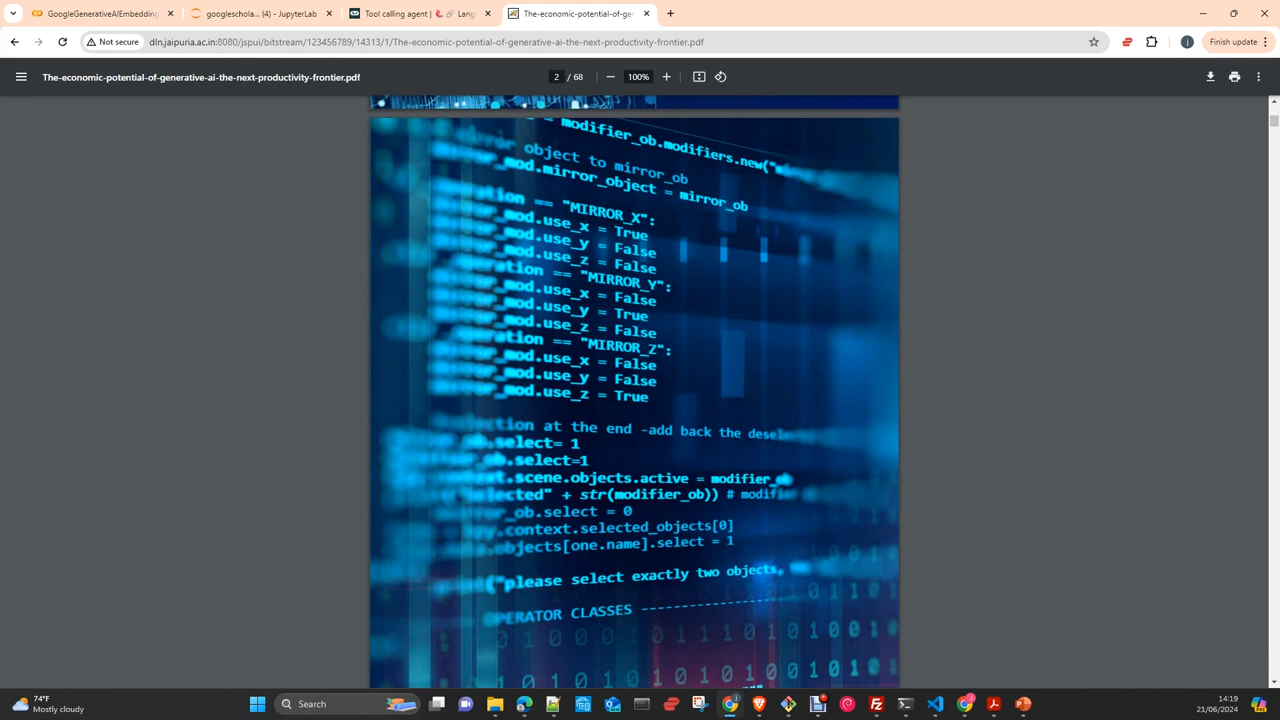 GoogleGenerativeAIEmbedding
googleschola... (4) - JupyterLab
Tool calling agent | 🦜🔗 Lang
The-economic-potential-of-gene
Not secure
dln.jaipuria.ac.in:8080/jspui/bitstream/123456789/14313/1/The-economic-potential-of-generative-ai-the-next-productivity-frontier.pdf
Finish update
The-economic-potential-of-generative-ai-the-next-productivity-frontier.pdf
2 / 68
100%
= modifier_ob.modifiers.new("
object to mirror_ob
mod.mirror_object = mirror_ob
== "MIRROR_X":
mod.use_x = True
mod.use_y = False
mod.use_z = False
== "MIRROR_Y":
mod.use_x = False
mod.use_y = True
mod.use_z = False
== "MIRROR_Z":
mod.use_x = False
mod.use_y = False
mod.use_z = True
at the end -add back the
ob.select= 1
ob.select=1
.scene.objects.active = modifier_ob
" + str(modifier_ob)) #
ob.select = 0
.context.selected_objects[0]
.objects[one.name].select = 1
("please select exactly two objects,
OPERATOR CLASSES
74°F
Mostly cloudy
Search
14:19
21/06/2024